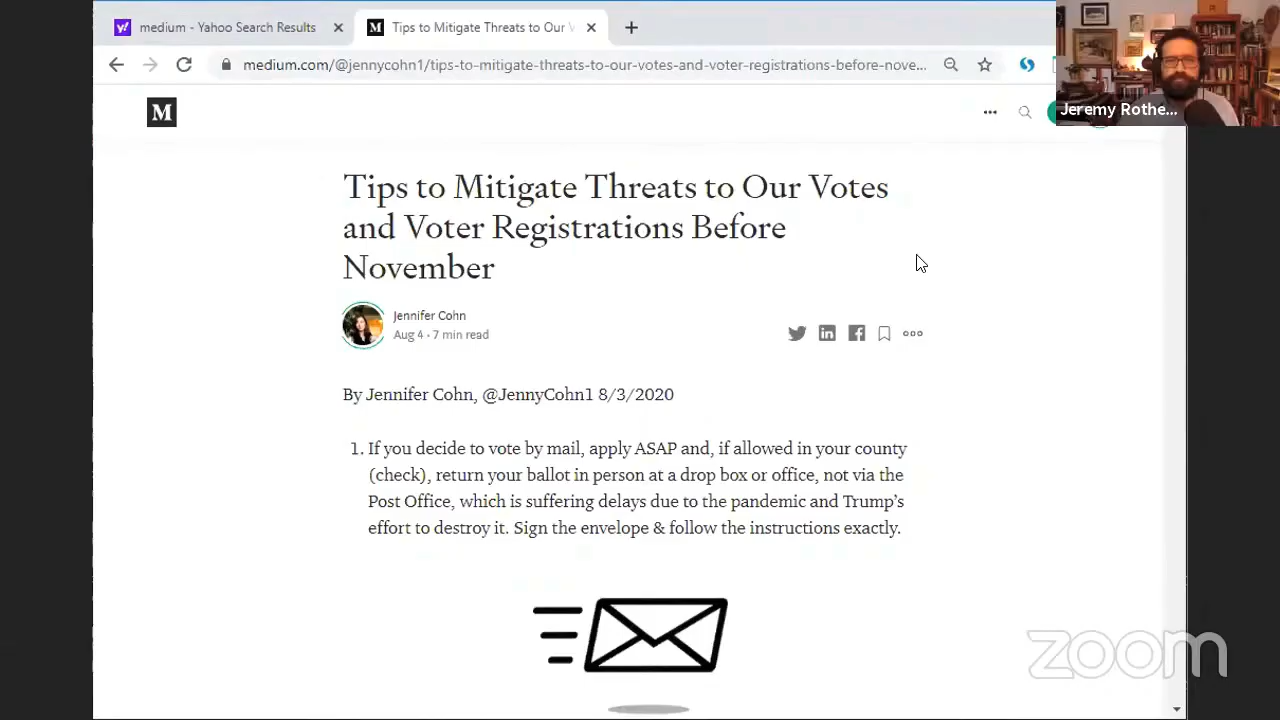 medium - Yahoo Search Results
Tips to Mitigate Threats to Our V
medium.com/@jennycohn1/tips-to-mitigate-threats-to-our-votes-and-voter-registrations-before-nove...
Jeremy Rothe...
M
Tips to Mitigate Threats to Our Votes
and Voter Registrations Before
November
Jennifer Cohn
Aug 4 · 7 min read
By Jennifer Cohn, @JennyCohn1 8/3/2020
1. If you decide to vote by mail, apply ASAP and, if allowed in your county
(check), return your ballot in person at a drop box or office, not via the
Post Office, which is suffering delays due to the pandemic and Trump's
effort to destroy it. Sign the envelope & follow the instructions exactly.
zoom